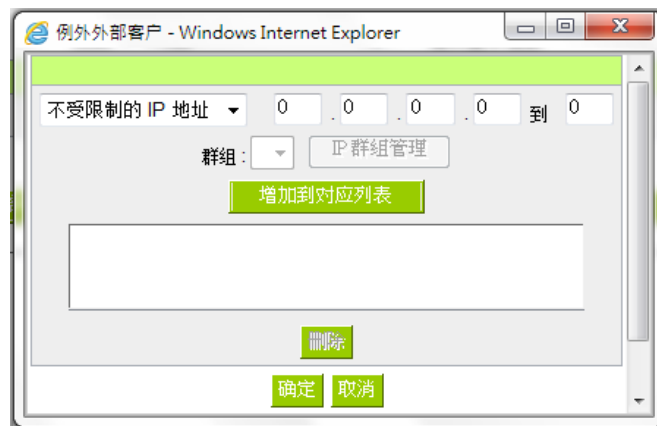 例外外部客户 - Windows Internet Explorer
不受限制的 IP 地址 0 . 0 . 0 . 0 到 0
群组 : IP 群组管理
增加到对应列表
删除
确定 取消